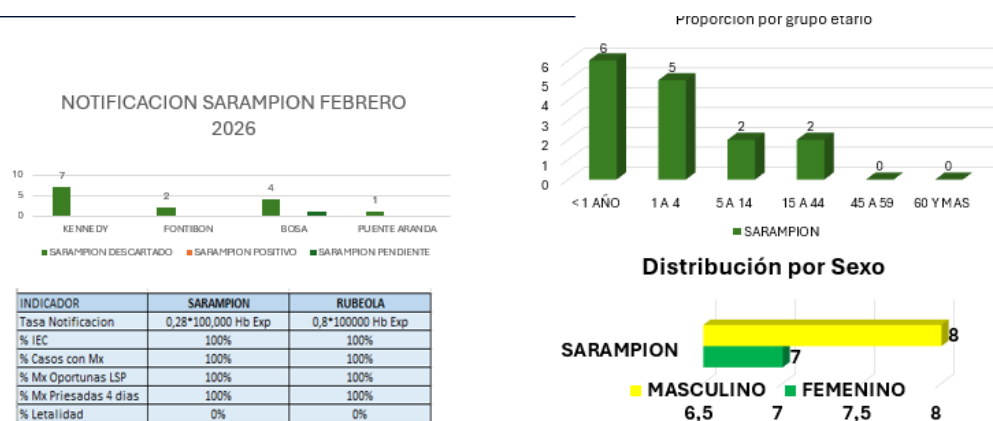 Proporción por grupo etario
6
5
4
3
2
1
0
6
5
2
2
0
0
< 1 AÑO
1 A 4
5 A 14
15 A 44
45 A 59
60 Y MAS
SARAMPION
NOTIFICACION SARAMPION FEBRERO
2026
10
5
0
7
2
4
1
KENNEDY
FONTIBON
BOSA
PUENTE ARANDA
SARAMPION DESCARTADO
SARAMPION POSITIVO
SARAMPION PENDIENTE
INDICADOR SARAMPION RUBEOLA
Tasa Notificacion 0,28*100,000 Hb Exp 0,8*100000 Hb Exp
% IEC 100% 100%
% Casos con Mx 100% 100%
% Mx Oportunas LSP 100% 100%
% Mx Priesadas 4 dias 100% 100%
% Letalidad 0% 0%
Distribución por Sexo
SARAMPION
8
7
MASCULINO
FEMENINO
6,5
7
7,5
8